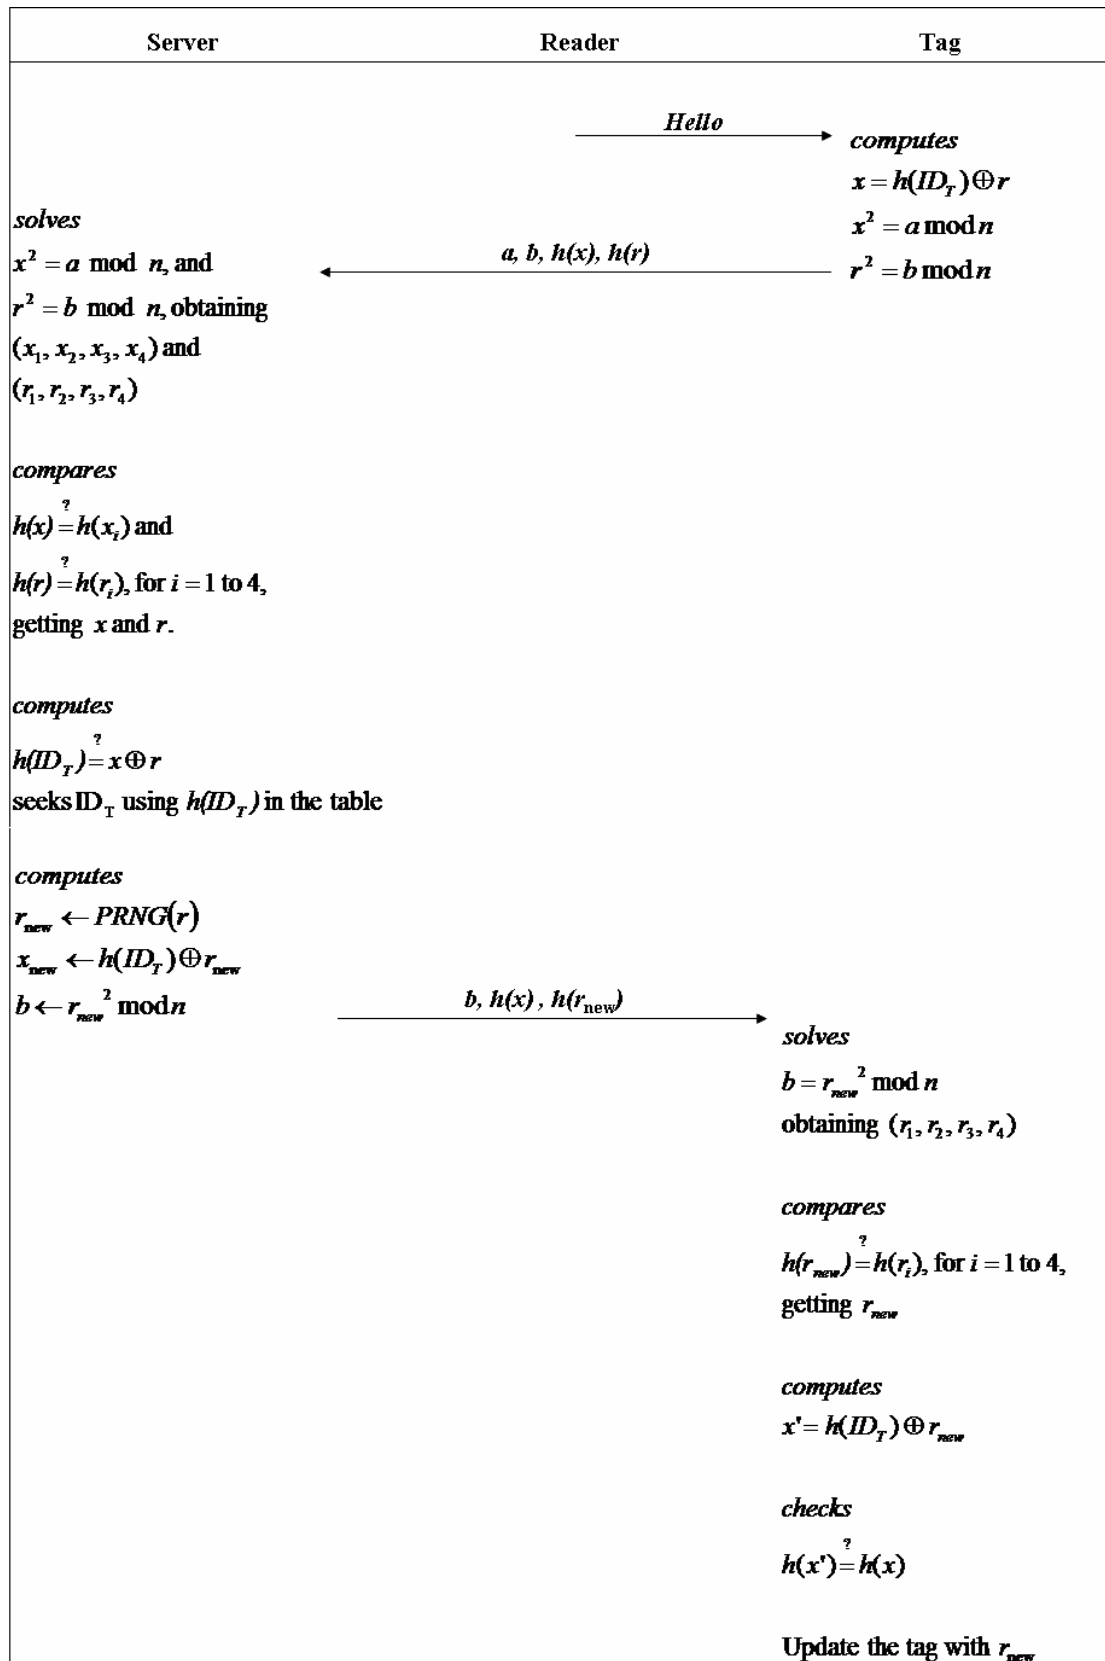 Server Reader Tag
Hello
computes
x = h(ID_T) ⊕ r
x² = a mod n
r² = b mod n
a, b, h(x), h(r)
solves
x² = a mod n, and
r² = b mod n, obtaining
(x₁, x₂, x₃, x₄) and
(r₁, r₂, r₃, r₄)
compares
h(x) ≟ h(x_i) and
h(r) ≟ h(r_i), for i = 1 to 4,
getting x and r.
computes
h(ID_T) ≟ x ⊕ r
seeks ID_T using h(ID_T) in the table
computes
r_new ← PRNG(r)
x_new ← h(ID_T) ⊕ r_new
b ← r_new² mod n
b, h(x) , h(r_new)
solves
b = r_new² mod n
obtaining (r₁, r₂, r₃, r₄)
compares
h(r_new) ≟ h(r_i), for i = 1 to 4,
getting r_new
computes
x' = h(ID_T) ⊕ r_new
checks
h(x') ≟ h(x)
Update the tag with r_new